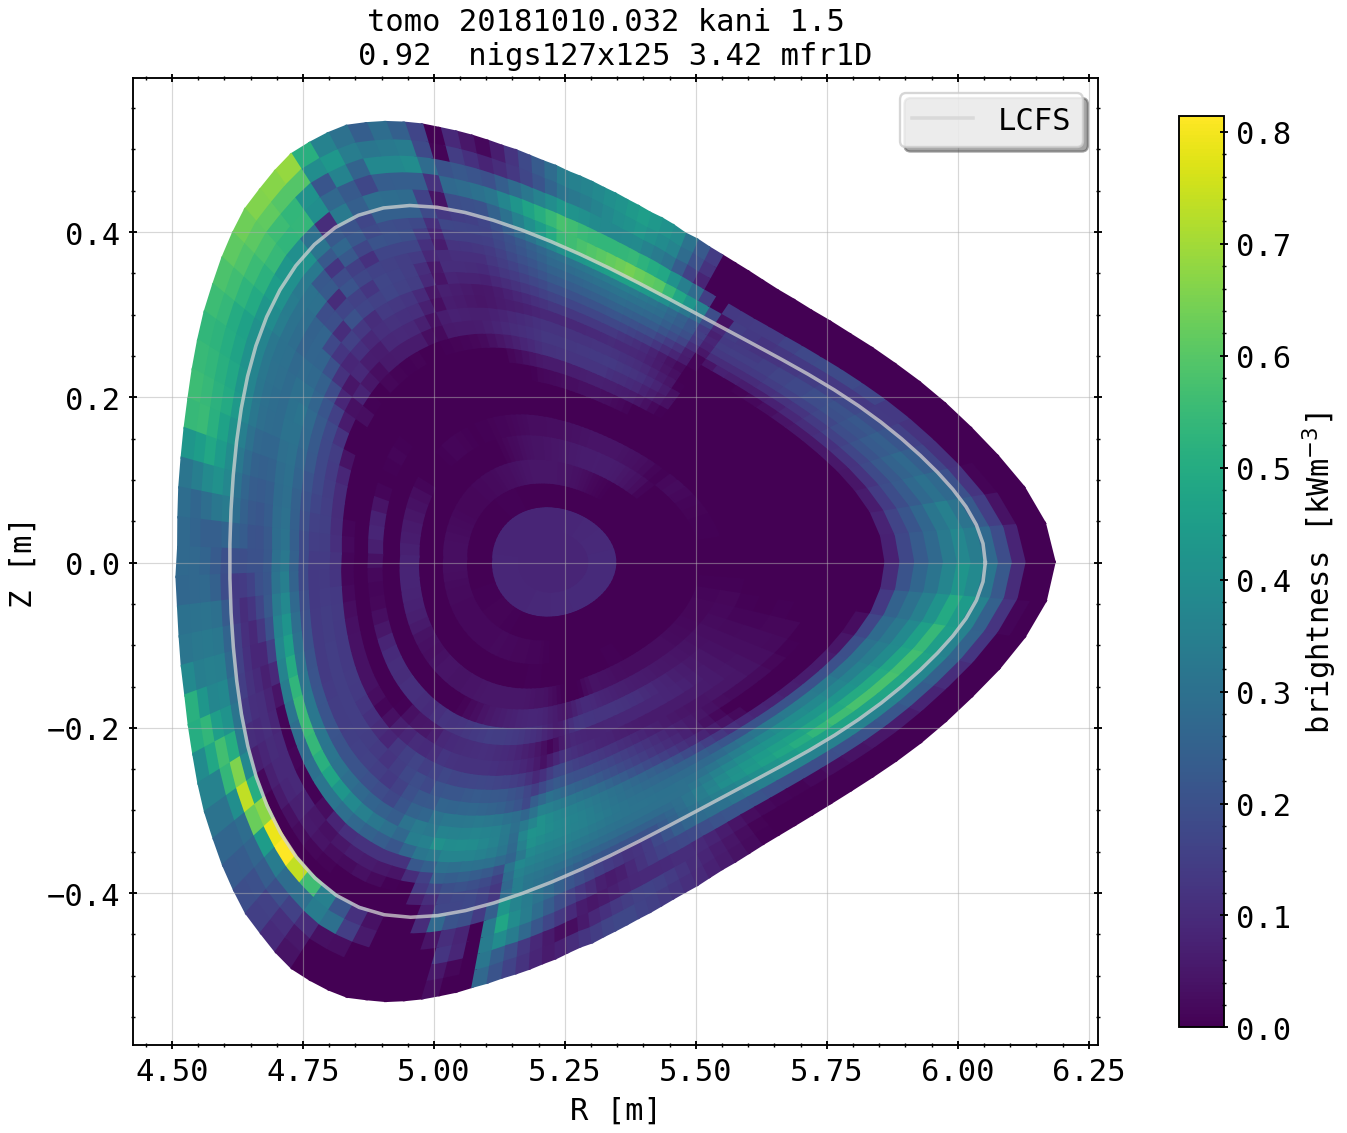 tomo 20181010.032 kani 1.5
0.92  nigs127x125 3.42 mfr1D
LCFS
0.4
0.2
0.0
−0.2
−0.4
Z [m]
4.50 4.75 5.00 5.25 5.50 5.75 6.00 6.25
R [m]
0.8
0.7
0.6
0.5
0.4
0.3
0.2
0.1
0.0
brightness [kWm⁻³]